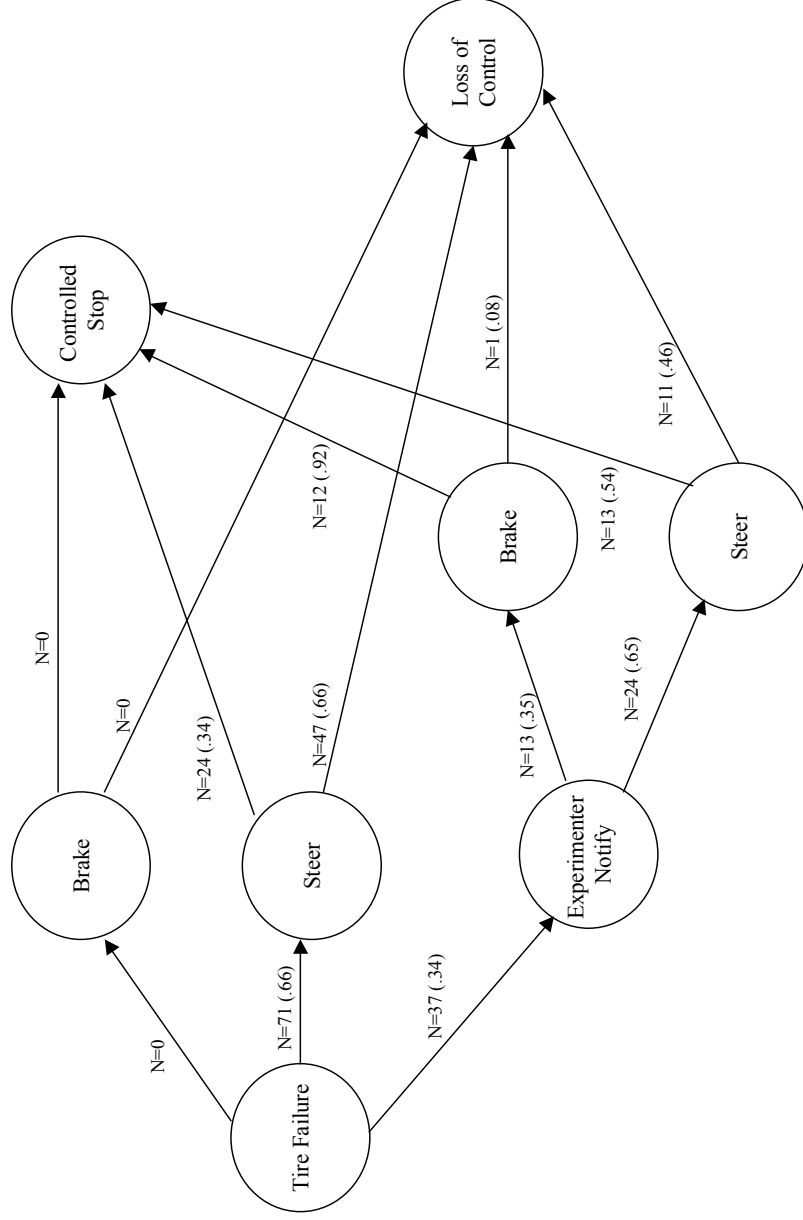 Tire Failure
N=0
N=71 (.66)
N=37 (.34)
Brake
Steer
Experimenter
Notify
N=0
N=0
N=24 (.34)
N=47 (.66)
N=13 (.35)
N=24 (.65)
Brake
Steer
N=12 (.92)
N=1 (.08)
N=13 (.54)
N=11 (.46)
Controlled
Stop
Loss of
Control